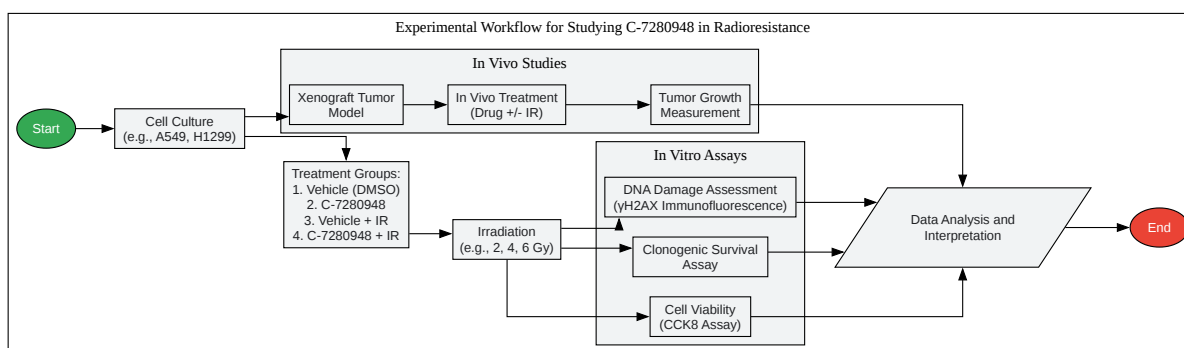 Experimental Workflow for Studying C-7280948 in Radioresistance
Start
Cell Culture
(e.g., A549, H1299)
In Vivo Studies
Xenograft Tumor
Model
In Vivo Treatment
(Drug +/- IR)
Tumor Growth
Measurement
Treatment Groups:
1. Vehicle (DMSO)
2. C-7280948
3. Vehicle + IR
4. C-7280948 + IR
Irradiation
(e.g., 2, 4, 6 Gy)
In Vitro Assays
DNA Damage Assessment
(γH2AX Immunofluorescence)
Clonogenic Survival
Assay
Cell Viability
(CCK8 Assay)
Data Analysis and
Interpretation
End